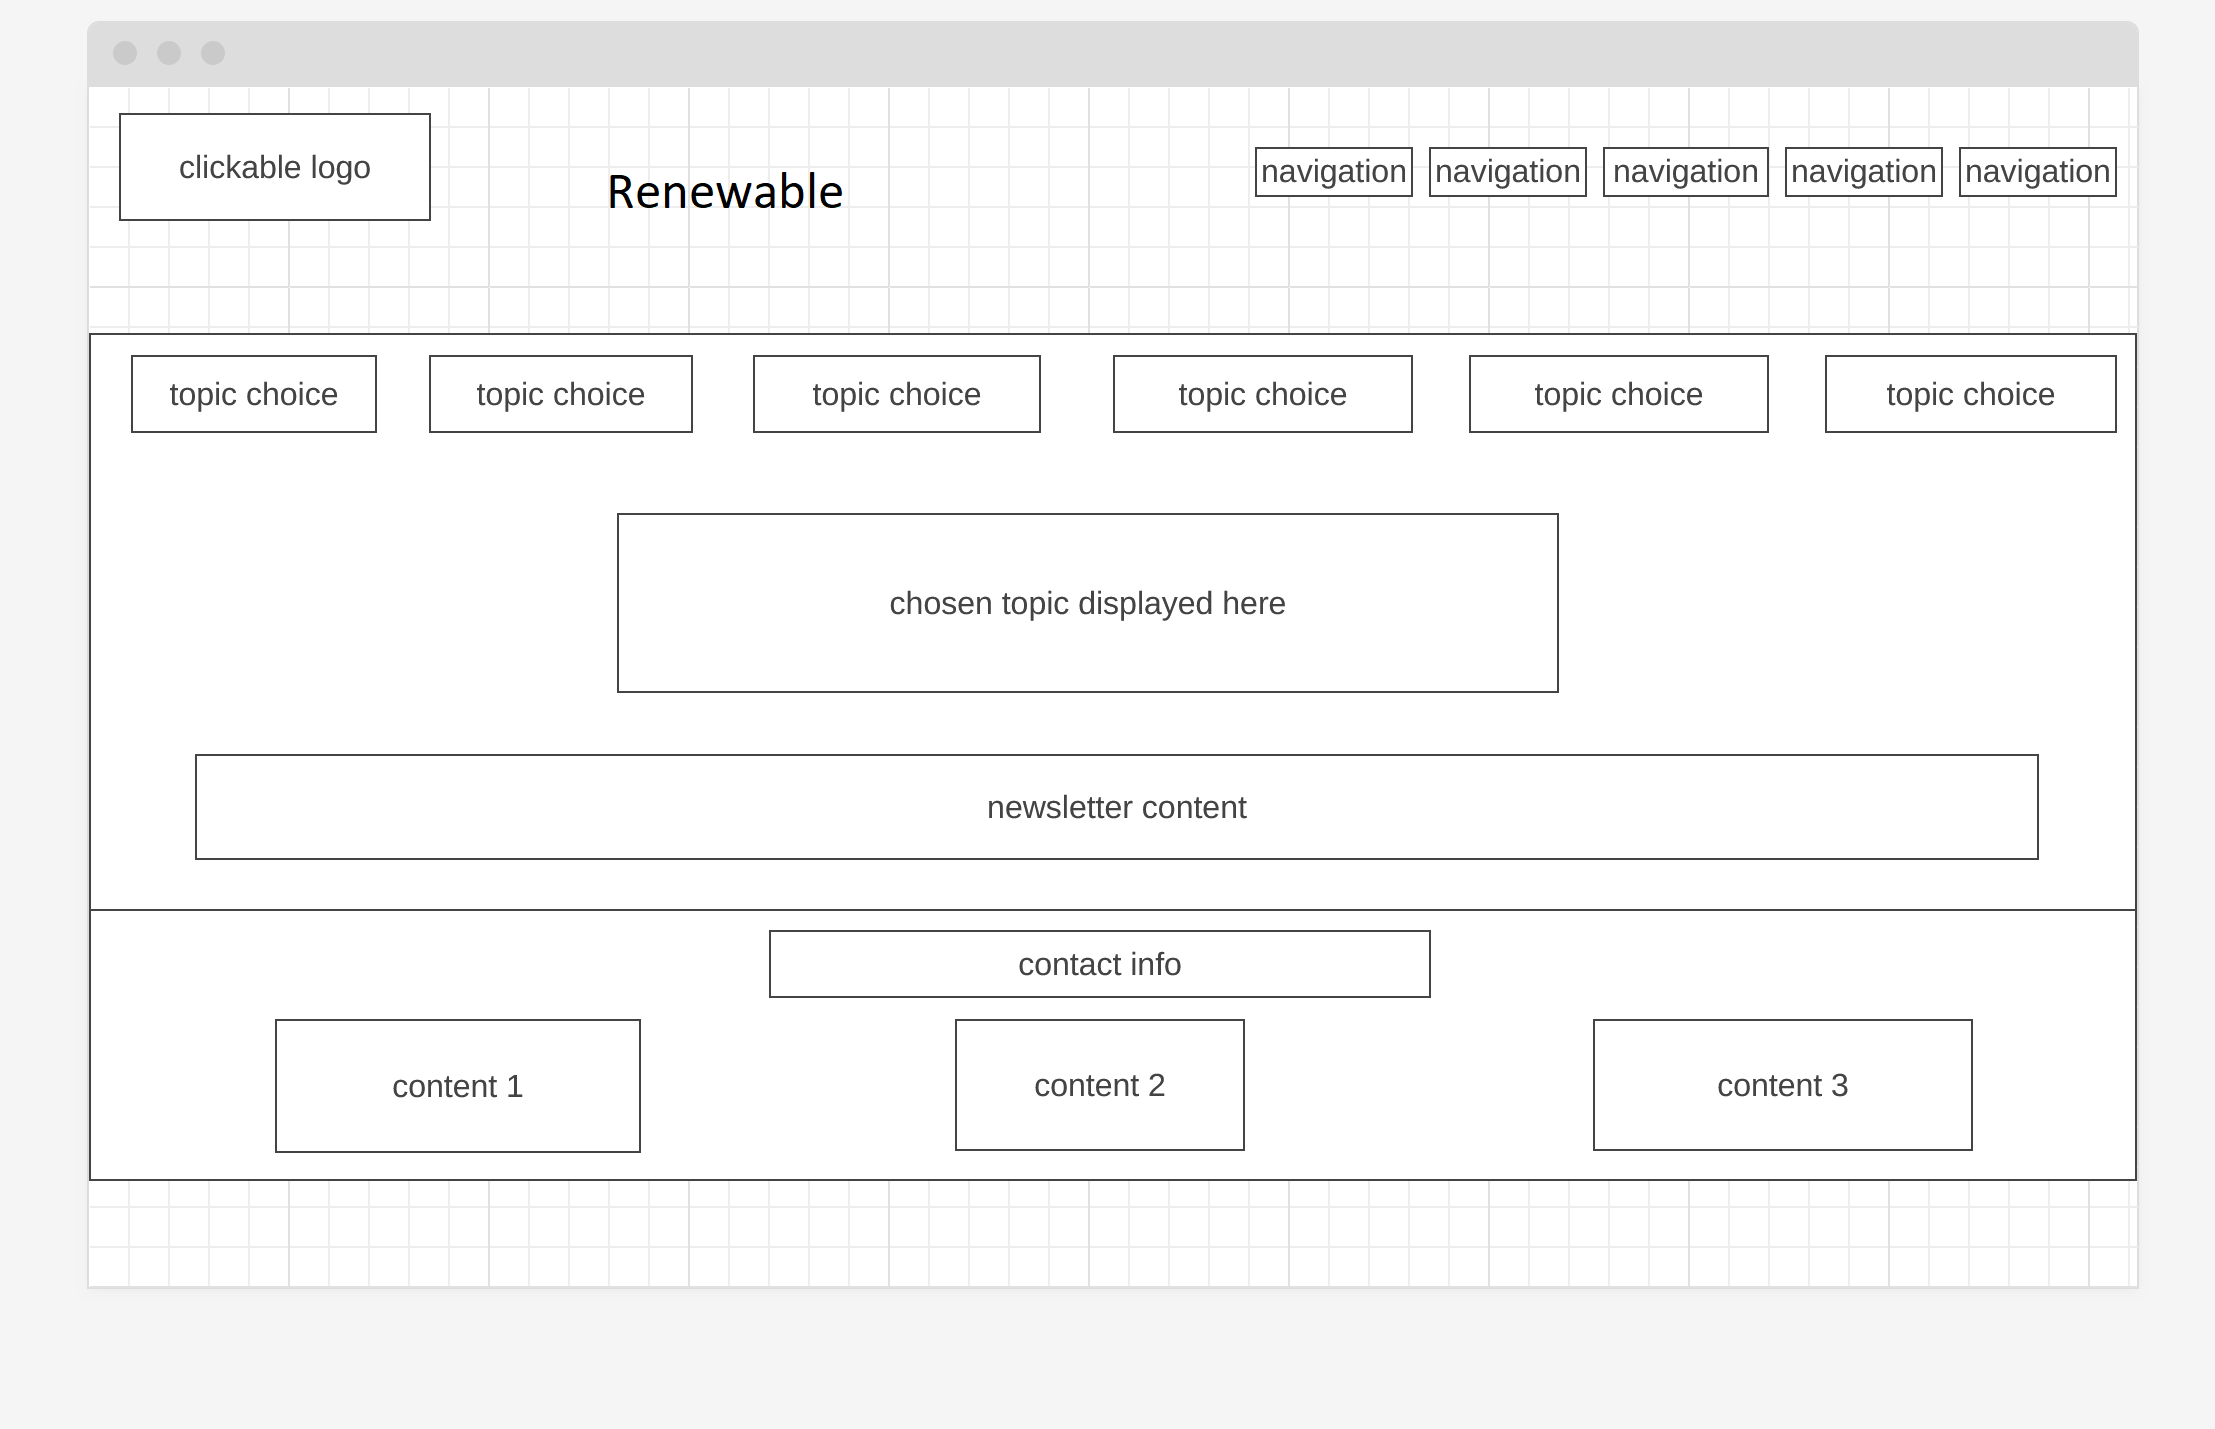 clickable logo
Renewable
navigation
navigation
navigation
navigation
navigation
topic choice
topic choice
topic choice
topic choice
topic choice
topic choice
chosen topic displayed here
newsletter content
contact info
content 1
content 2
content 3